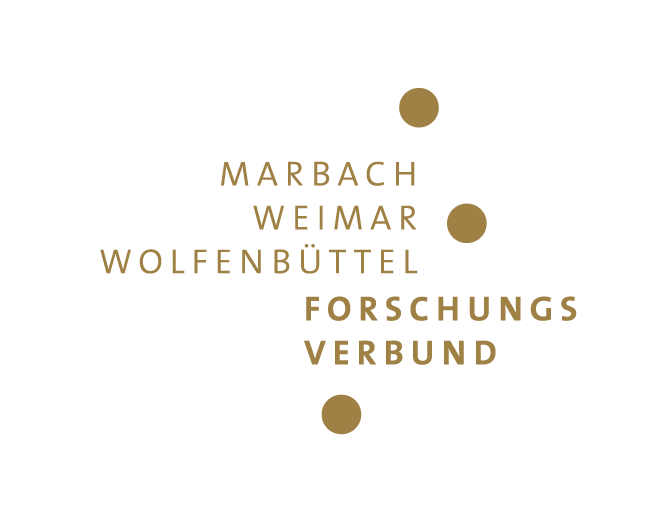 MARBACH
WEIMAR
WOLFENBÜTTEL
FORSCHUNGS
VERBUND